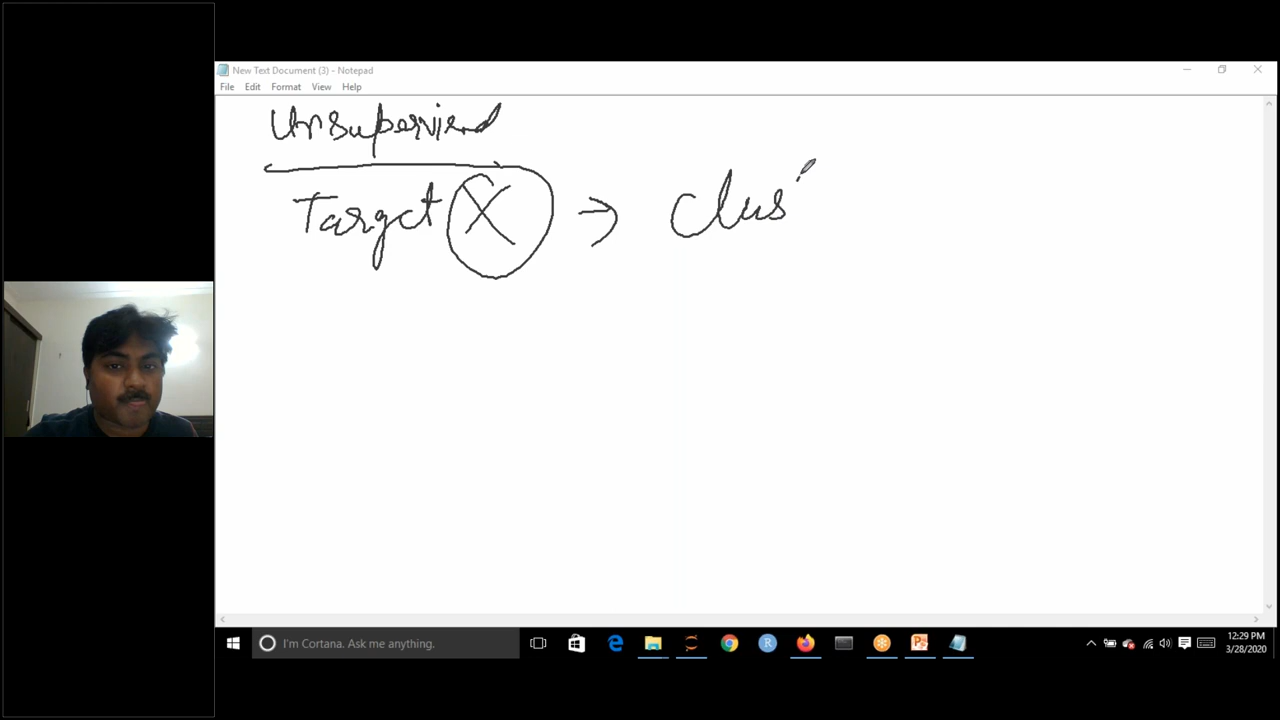 New Text Document (3) - Notepad
File Edit Format View Help
Unsupervised
Target X → Clus
I'm Cortana. Ask me anything.
12:29 PM
3/28/2020